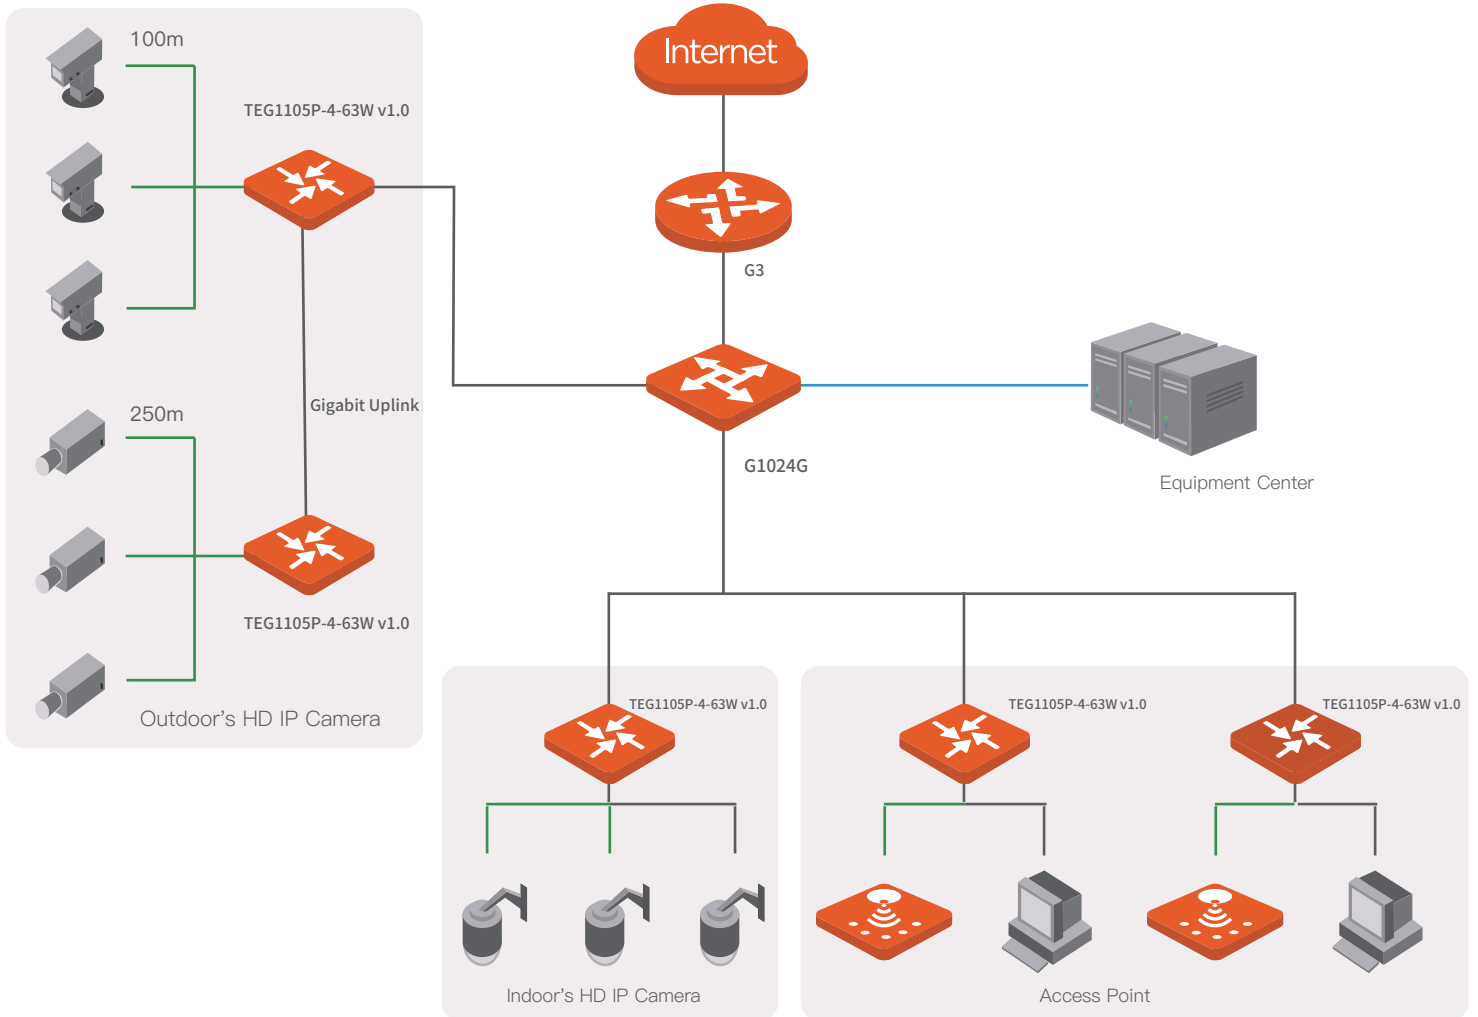 100m
TEG1105P-4-63W v1.0
Internet
G3
250m
Gigabit Uplink
G1024G
Equipment Center
TEG1105P-4-63W v1.0
Outdor's HD IP Camera
TEG1105P-4-63W v1.0
TEG1105P-4-63W v1.0
TEG1105P-4-63W v1.0
Indoor's HD IP Camera
Access Point